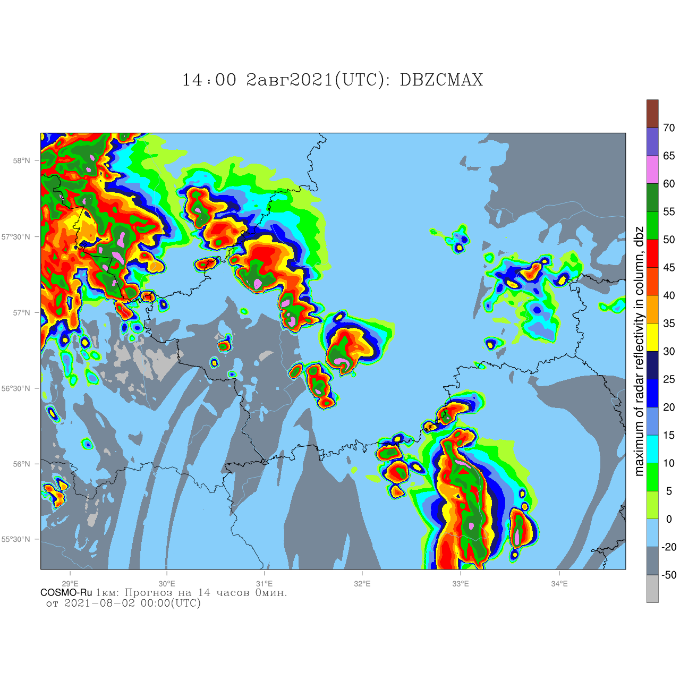 14:00 2авг2021(UTC): DBZCMAX
58°N
57°30'N
57°N
56°30'N
56°N
55°30'N
29°E
30°E
31°E
32°E
33°E
34°E
70
65
60
55
50
45
40
35
30
25
20
15
10
5
0
-20
-50
maximum of radar reflectivity in column, dbz
COSMO-Ru 1км: Прогноз на 14 часов 0мин.
от 2021-08-02 00:00(UTC)